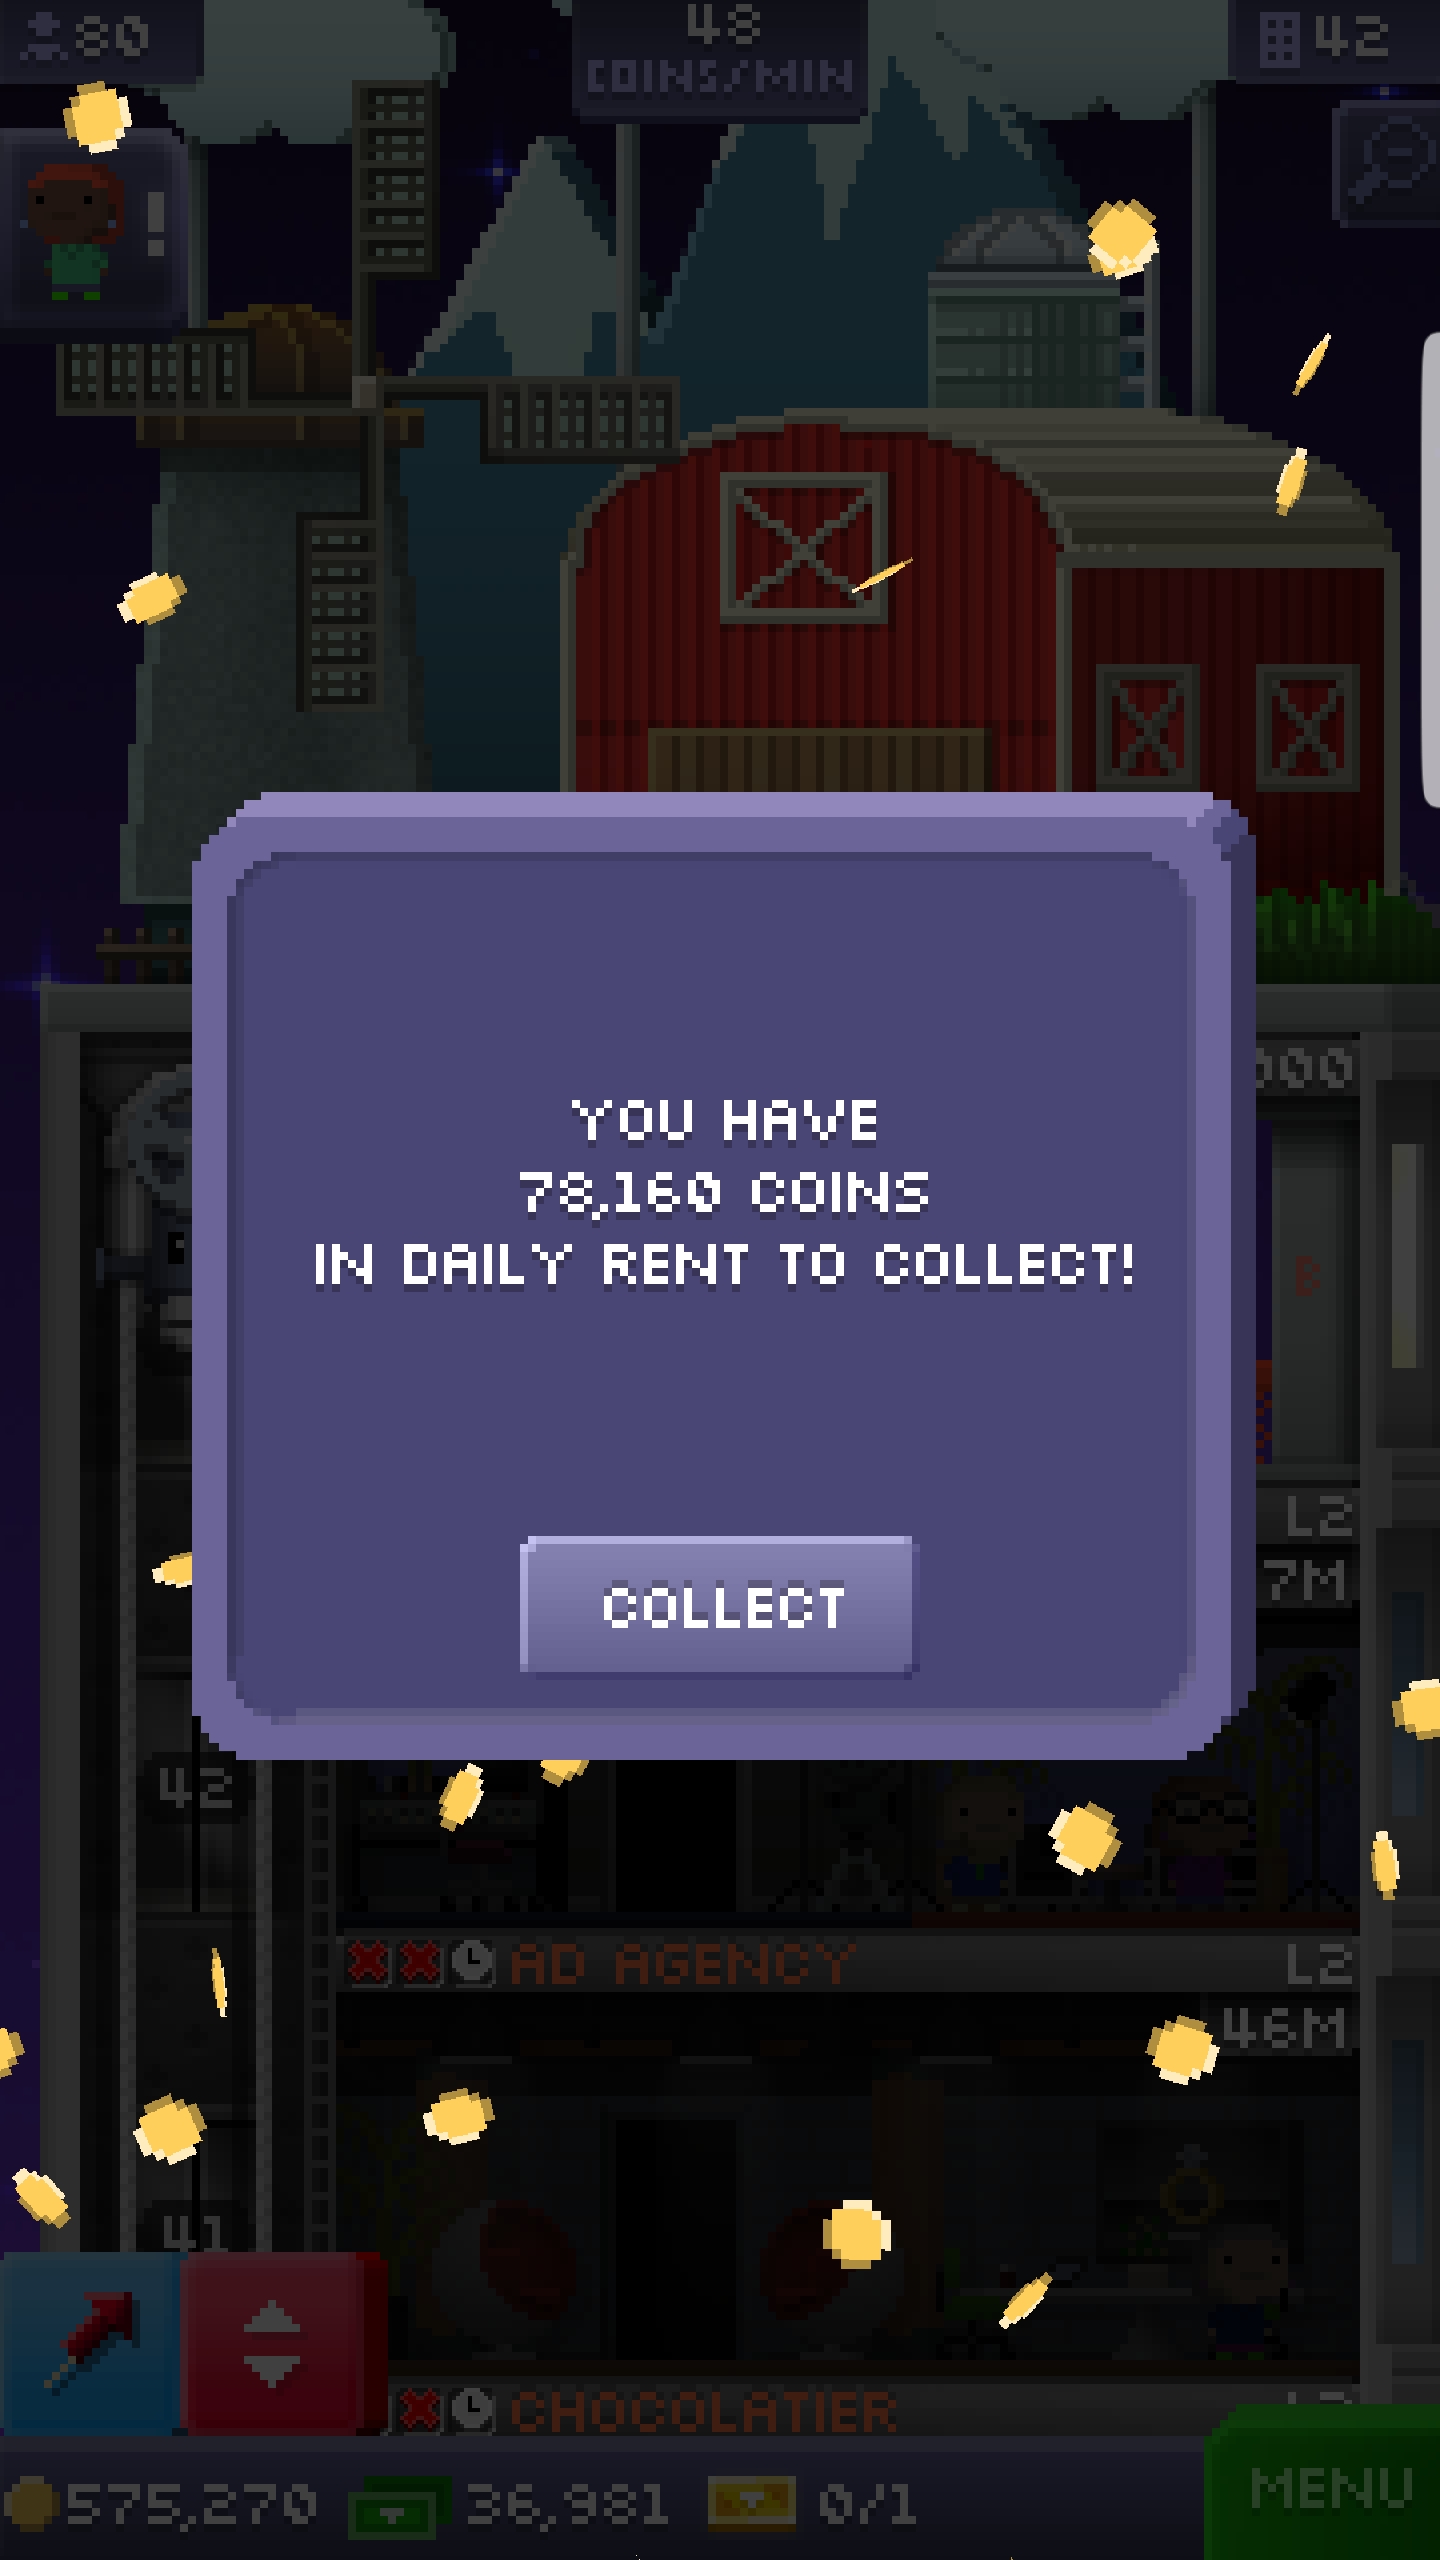 80
48
COINS/MIN
42
!
000
YOU HAVE
78,160 COINS
IN DAILY RENT TO COLLECT!
B
L2
7M
COLLECT
42
AD AGENCY
L2
46M
41
CHOCOLATIER
575,270
36,981
0/1
MENU